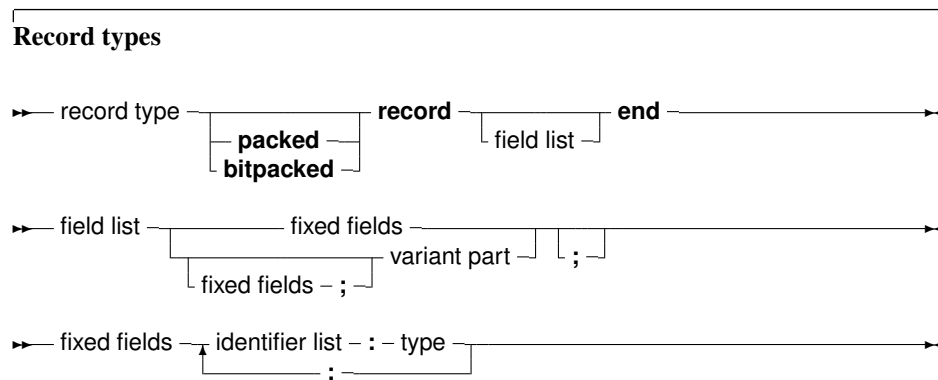 Record types
record type record end
packed field list
bitpacked
field list fixed fields
variant part ;
fixed fields ;
fixed fields identifier list : type
: